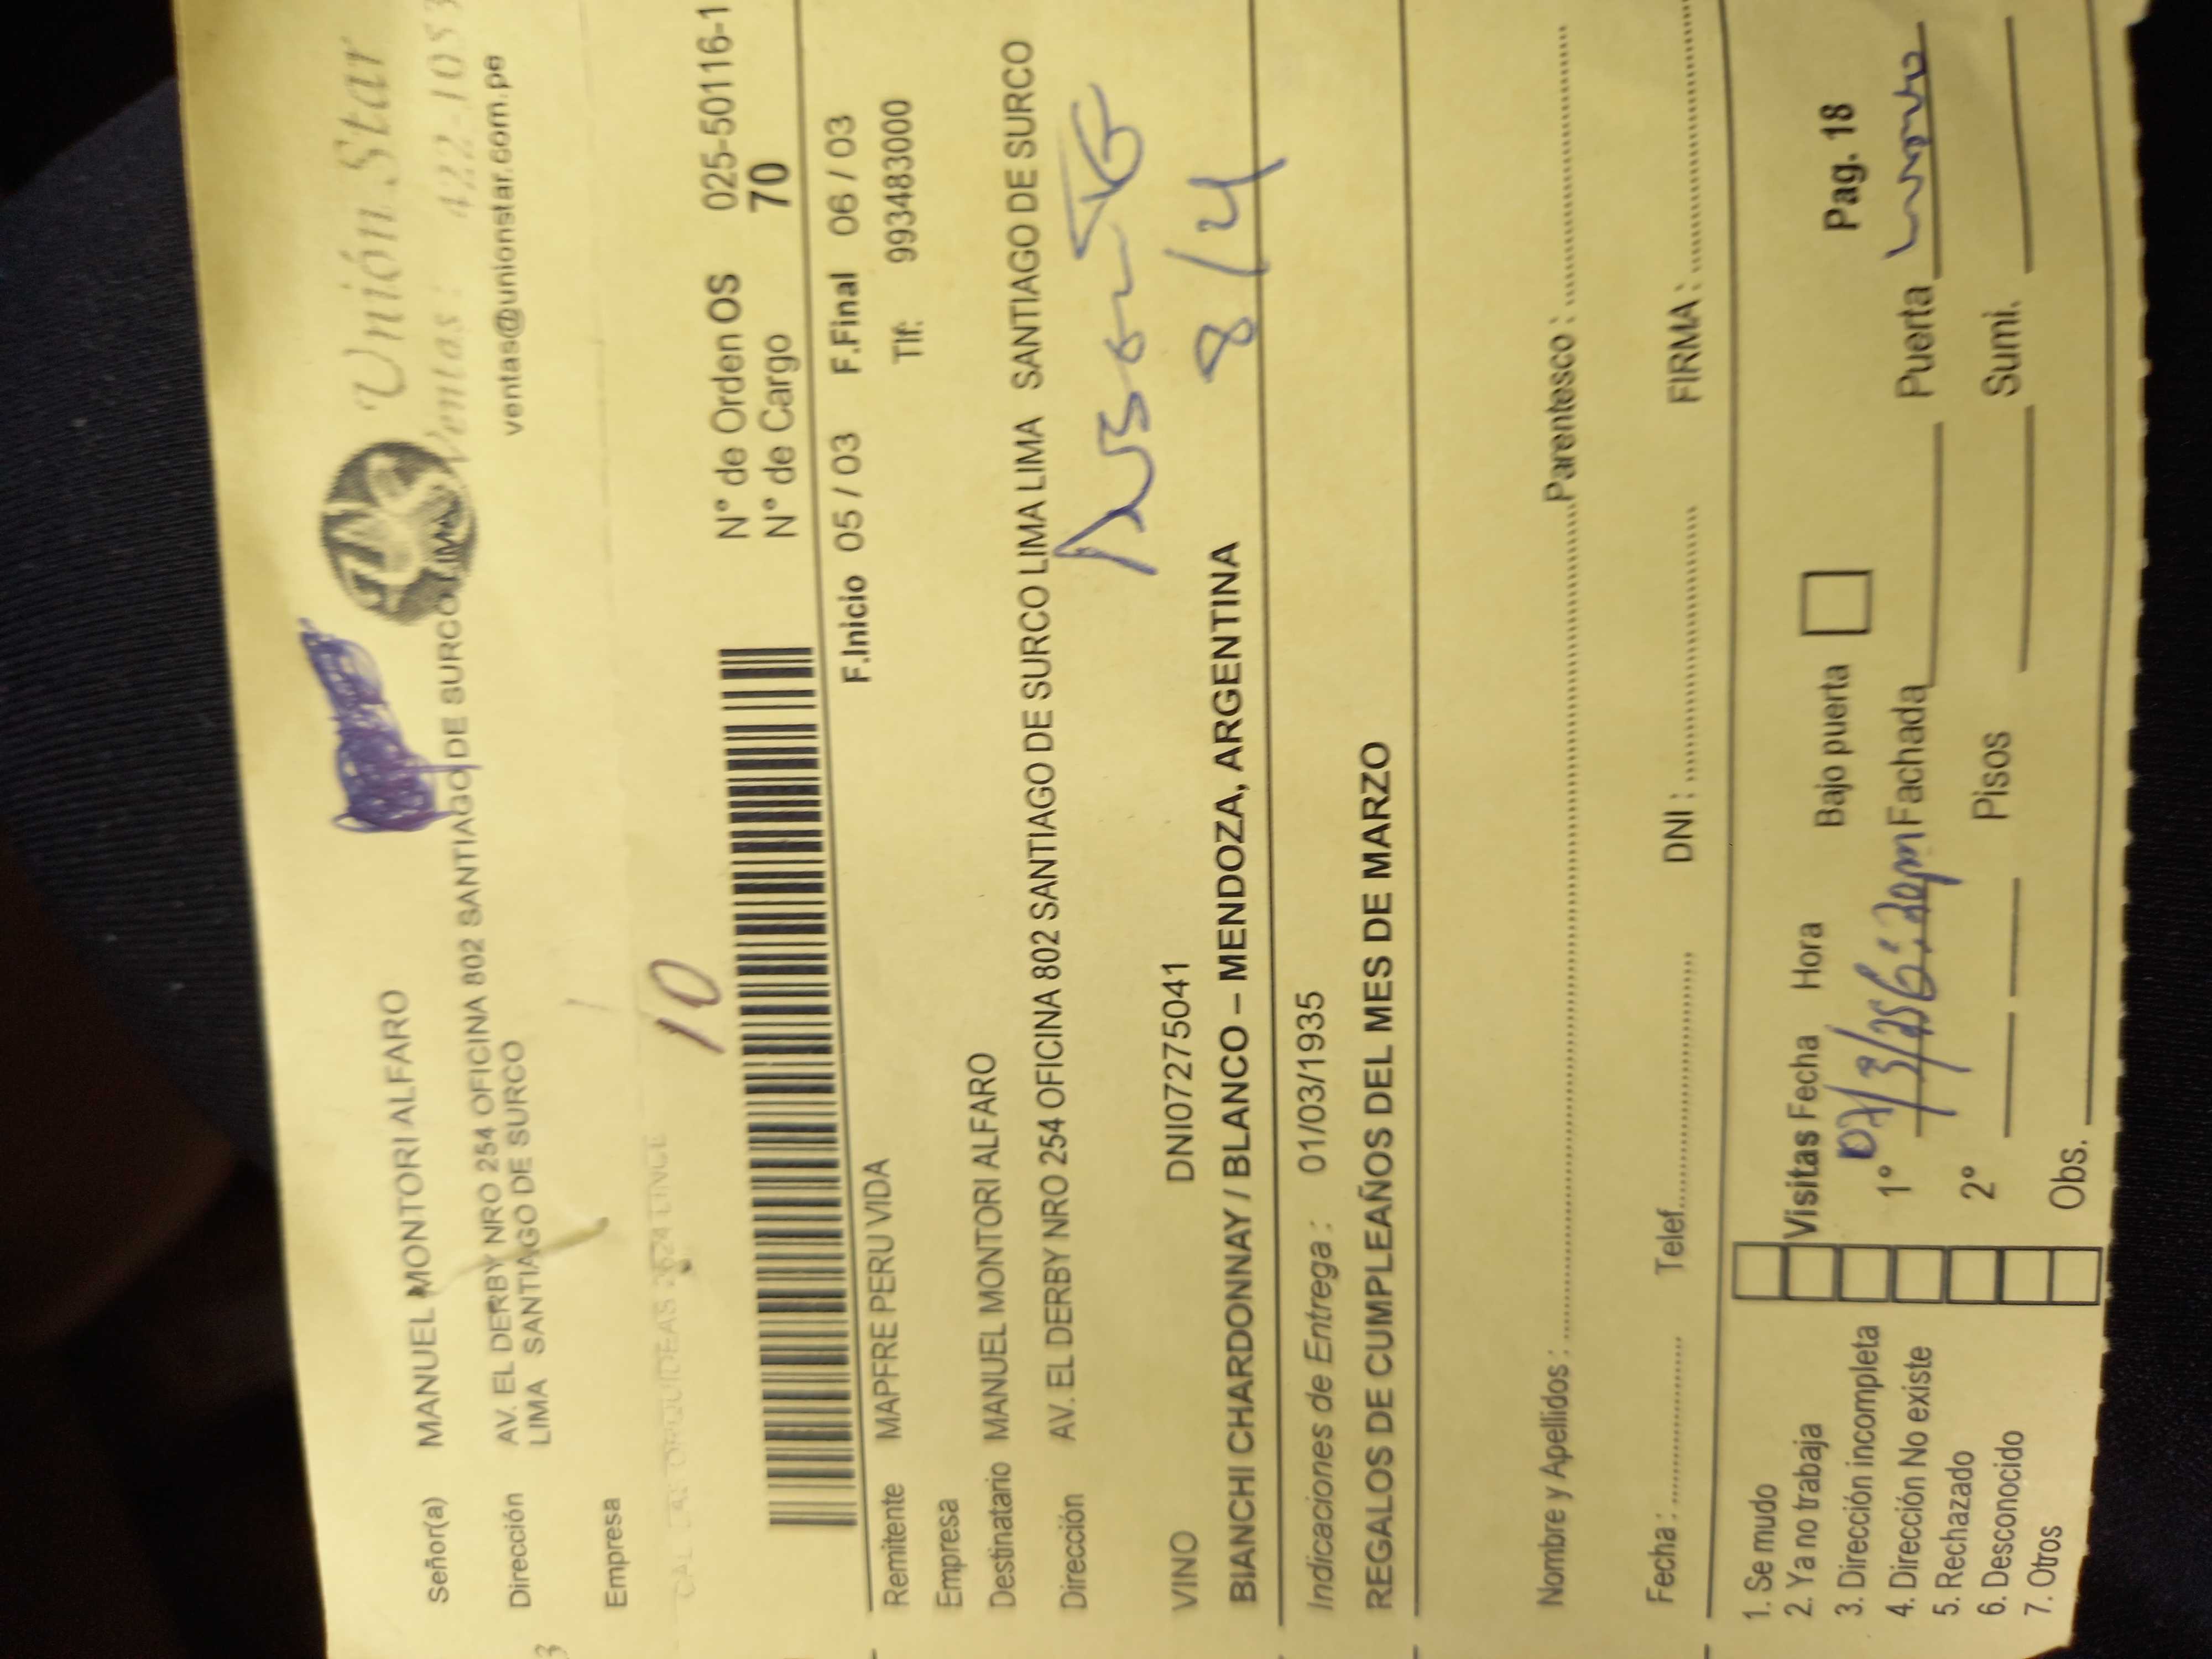 Unión Star
Ventas: 422-105
ventas@unionstar.com.pe
Señor(a) MANUEL MONTORI ALFARO
Dirección AV. EL DERBY NRO 254 OFICINA 802 SANTIAGO DE SURCO LIMA
LIMA SANTIAGO DE SURCO
Empresa
10
N° de Orden OS 025-50116-1
N° de Cargo 70
F.Inicio 05 / 03 F.Final 06 / 03
Remitente MAPFRE PERU VIDA Tlf: 993483000
Empresa
Destinatario MANUEL MONTORI ALFARO
Dirección AV. EL DERBY NRO 254 OFICINA 802 SANTIAGO DE SURCO LIMA LIMA SANTIAGO DE SURCO
VINO DNI07275041
BIANCHI CHARDONNAY / BLANCO – MENDOZA, ARGENTINA
Indicaciones de Entrega : 01/03/1935
REGALOS DE CUMPLEAÑOS DEL MES DE MARZO
Nombre y Apellidos : Parentesco :
Fecha : Telef. DNI : FIRMA :
1. Se mudo
2. Ya no trabaja
3. Dirección incompleta
4. Dirección No existe
5. Rechazado
6. Desconocido
7. Otros
Visitas Fecha Hora Bajo puerta Pag. 18
1° 07/3/25 6:20pm Fachada Puerta
2° Pisos Sumi.
Obs.